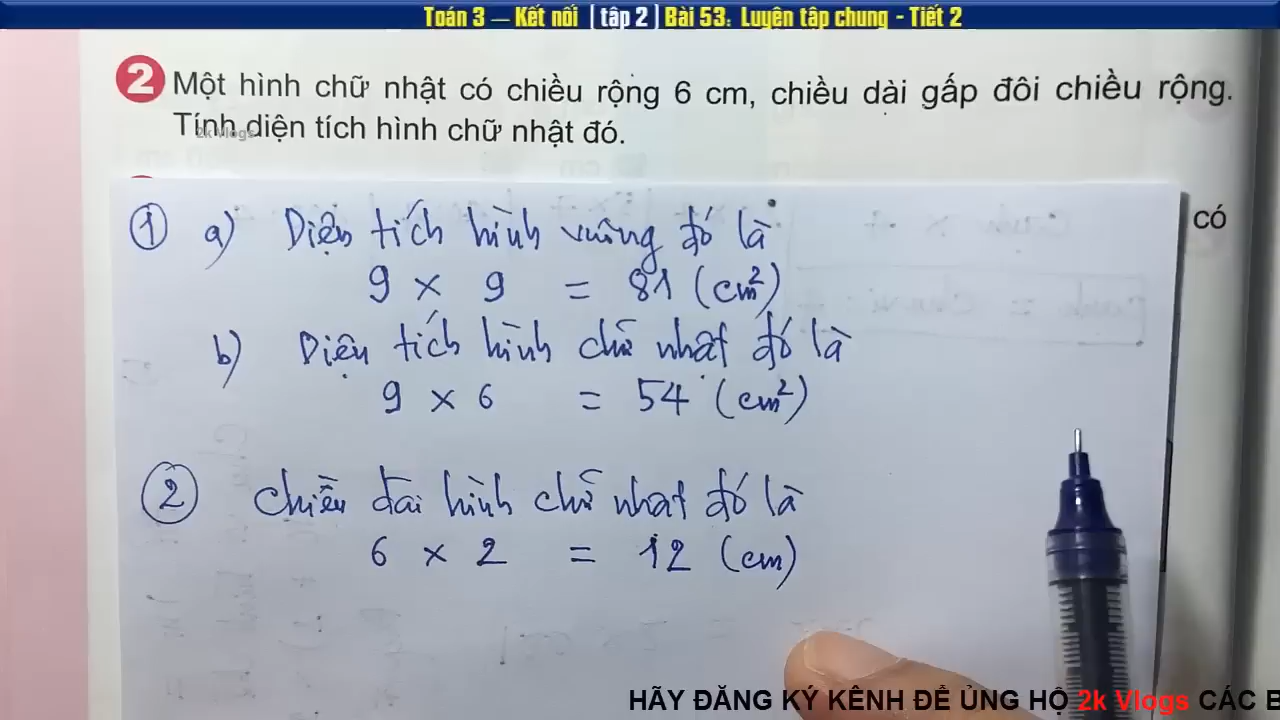 Toán 3 – Kết nối [ tập 2 ] Bài 53: Luyện tập chung - Tiết 2
2 Một hình chữ nhật có chiều rộng 6 cm, chiều dài gấp đôi chiều rộng.
Tính diện tích hình chữ nhật đó.
2k Vlogs
có
① a) Diện tích hình vuông đó là
9 × 9 = 81 (cm²)
b) Diện tích hình chữ nhật đó là
9 × 6 = 54 (cm²)
② Chiều dài hình chữ nhật đó là
6 × 2 = 12 (cm)
HÃY ĐĂNG KÝ KÊNH ĐỂ ỦNG HỘ 2k Vlogs CÁC B